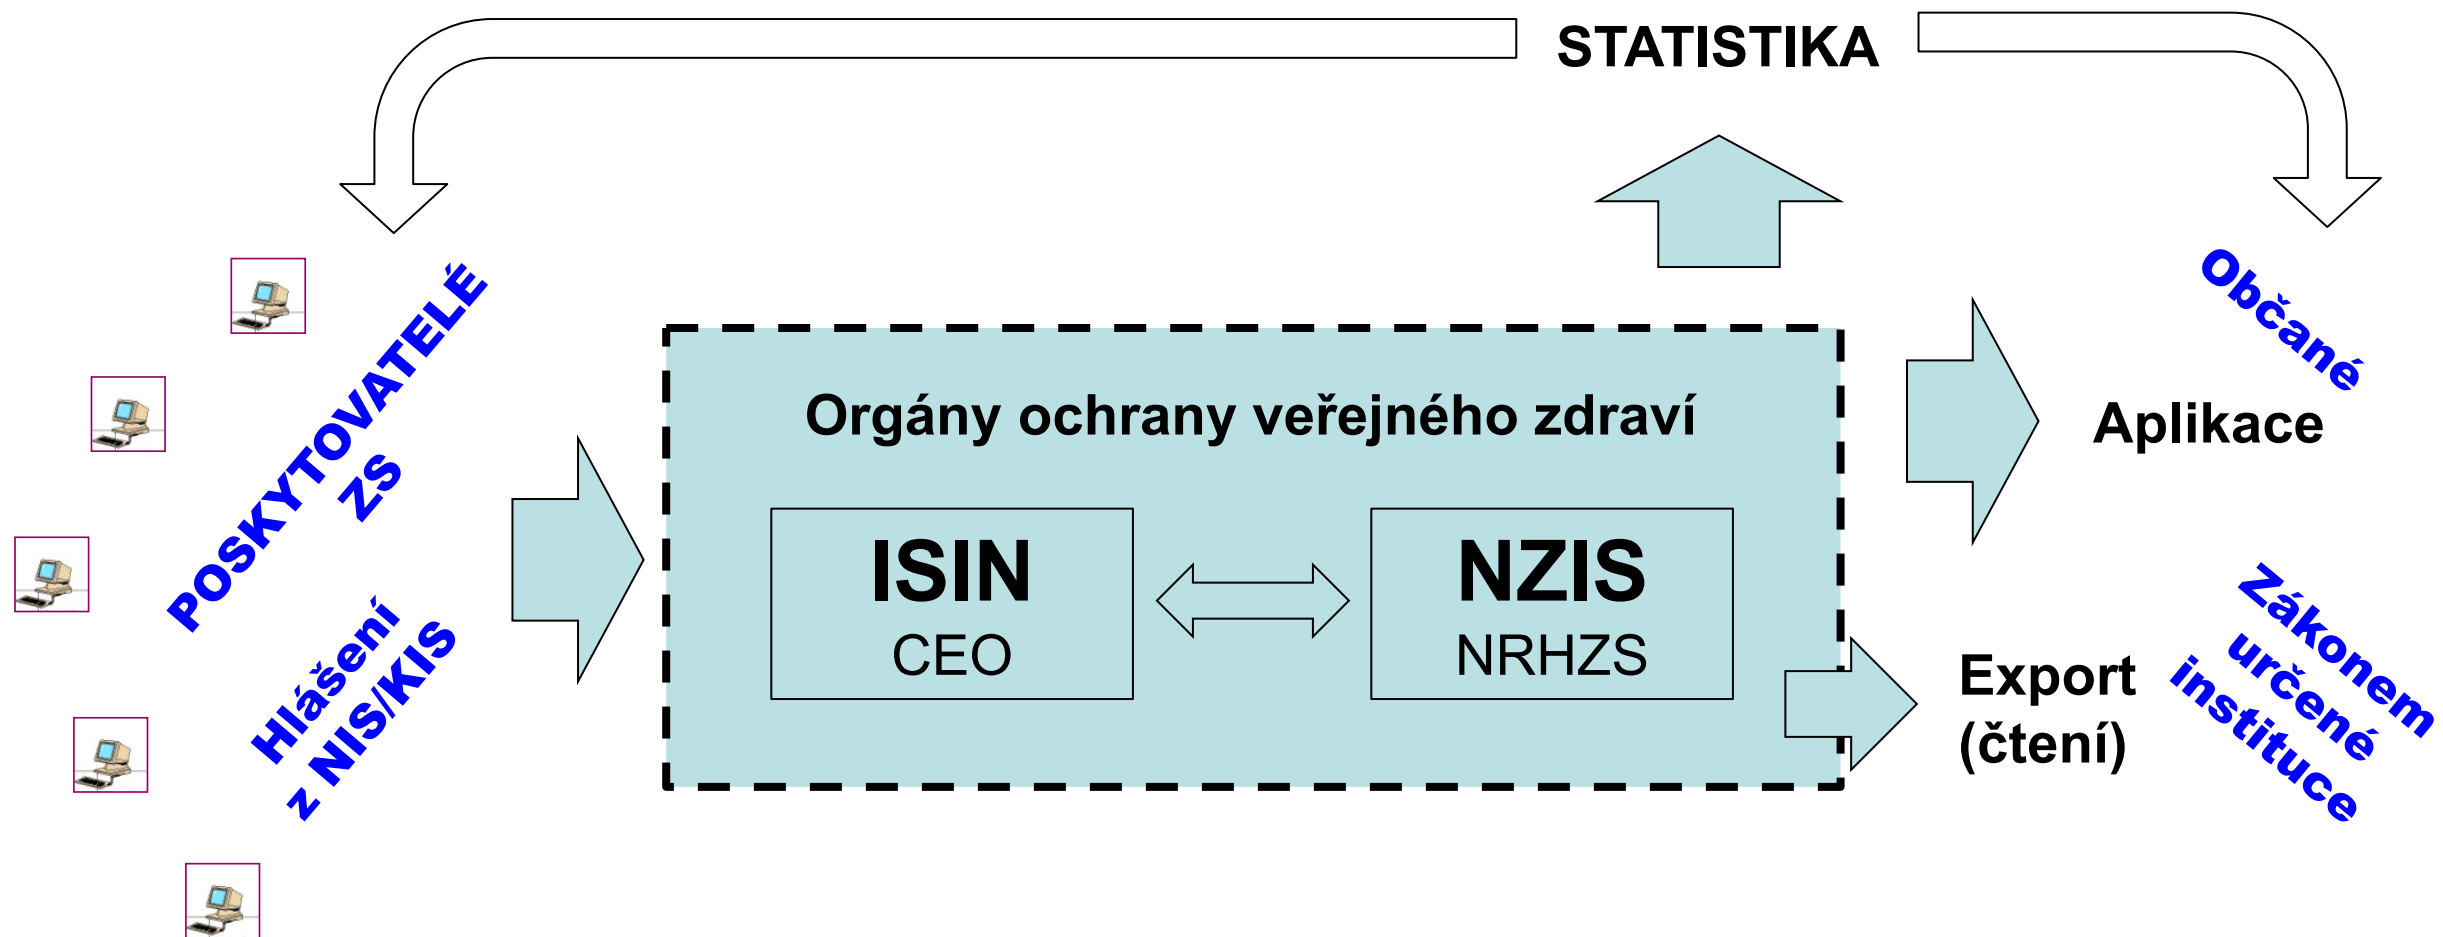 STATISTIKA
POSKYTOVATELÉ
ZS
Hlášení
z NIS/KIS
Orgány ochrany veřejného zdraví
ISIN
CEO
NZIS
NRHZS
Občané
Aplikace
Export
(čtení)
Zákonem
určené
instituce